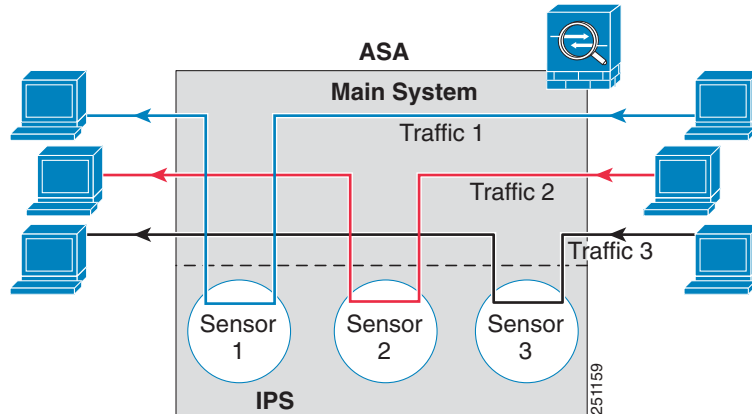 ASA
Main System
Traffic 1
Traffic 2
Traffic 3
Sensor
1
Sensor
2
Sensor
3
IPS
251159